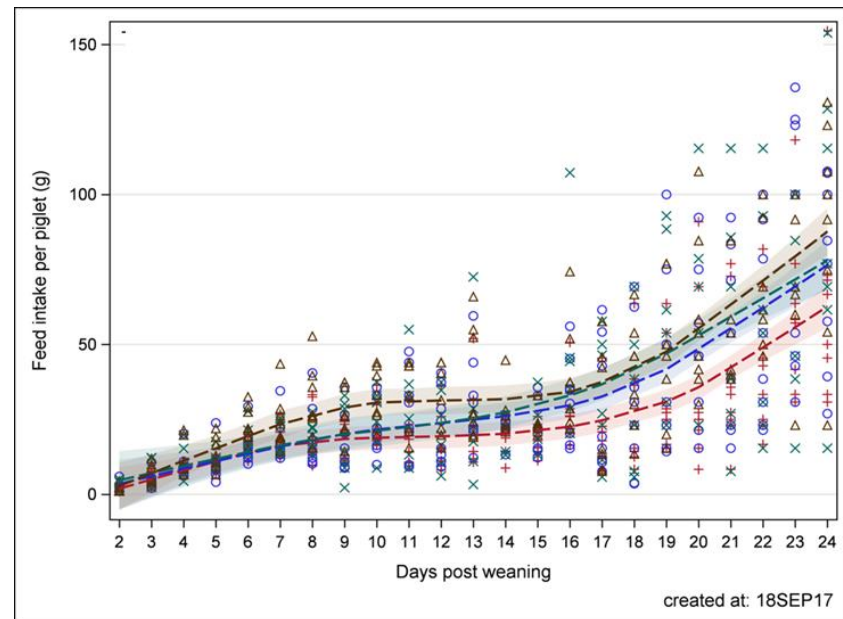 150
100
50
0
Feed intake per piglet (g)
2 3 4 5 6 7 8 9 10 11 12 13 14 15 16 17 18 19 20 21 22 23 24
Days post weaning
created at: 18SEP17